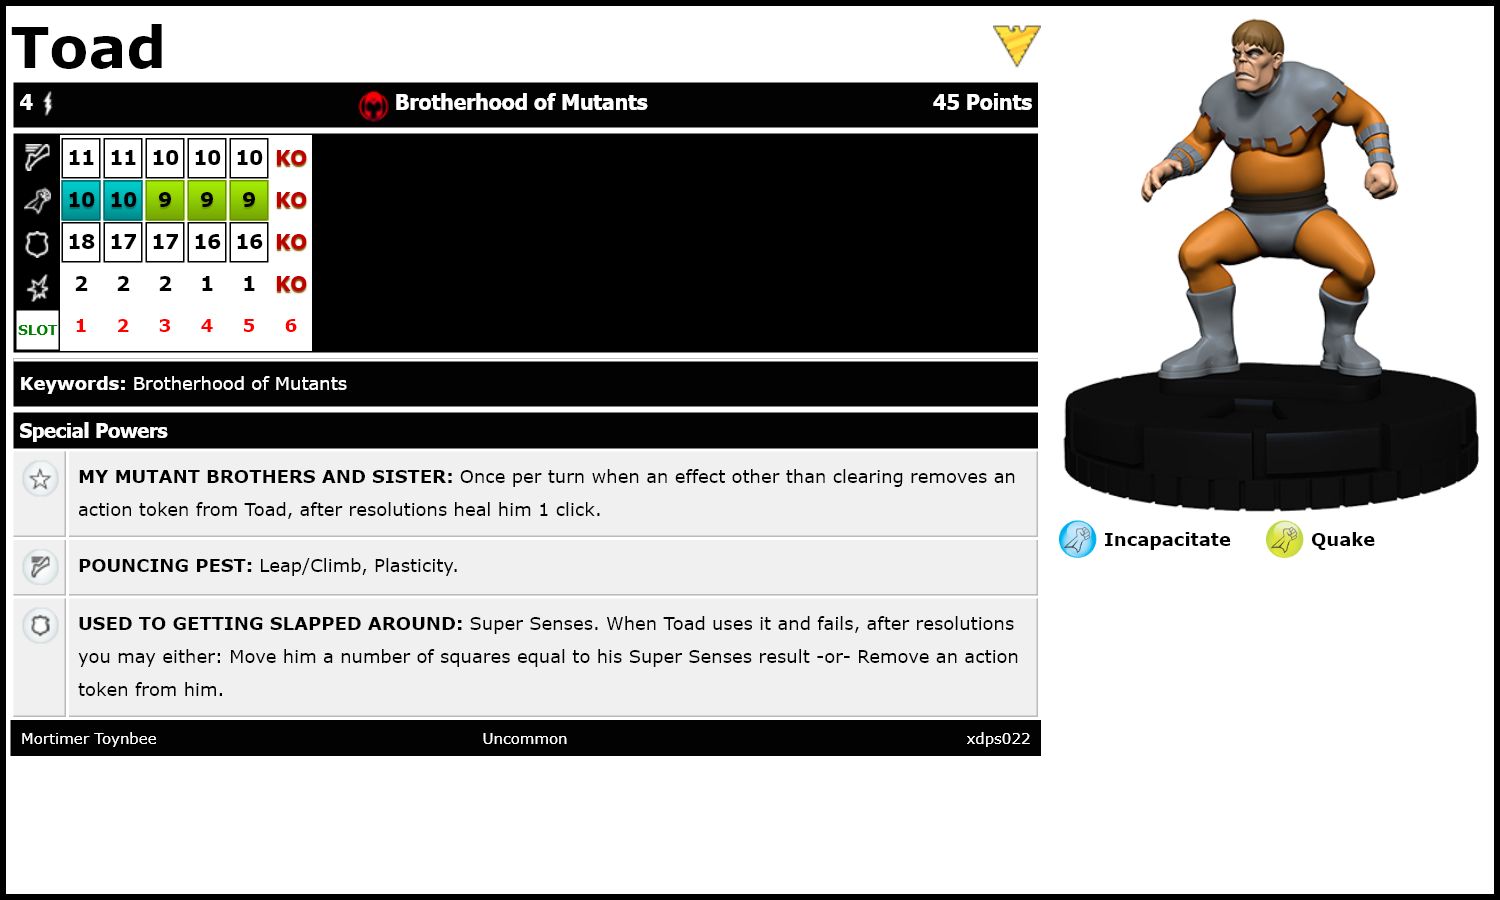 Toad
4 Brotherhood of Mutants 45 Points
11 11 10 10 10 KO
10 10 9 9 9 KO
18 17 17 16 16 KO
2 2 2 1 1 KO
SLOT 1 2 3 4 5 6
Keywords: Brotherhood of Mutants
Special Powers
MY MUTANT BROTHERS AND SISTER: Once per turn when an effect other than clearing removes an
action token from Toad, after resolutions heal him 1 click.
POUNCING PEST: Leap/Climb, Plasticity.
USED TO GETTING SLAPPED AROUND: Super Senses. When Toad uses it and fails, after resolutions
you may either: Move him a number of squares equal to his Super Senses result -or- Remove an action
token from him.
Mortimer Toynbee Uncommon xdps022
Incapacitate Quake